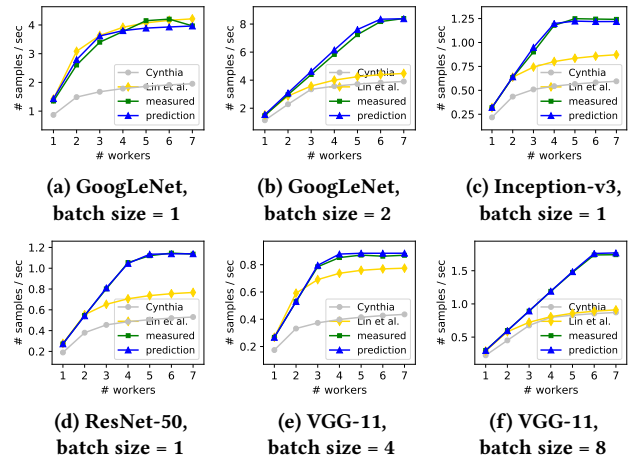 # samples / sec
4
3
2
1
Cynthia
Lin et al.
measured
prediction
1 2 3 4 5 6 7
# workers
(a) GoogLeNet,
batch size = 1
# samples / sec
8
6
4
2
Cynthia
Lin et al.
measured
prediction
1 2 3 4 5 6 7
# workers
(b) GoogLeNet,
batch size = 2
# samples / sec
1.25
1.00
0.75
0.50
0.25
Cynthia
Lin et al.
measured
prediction
1 2 3 4 5 6 7
# workers
(c) Inception-v3,
batch size = 1
# samples / sec
1.2
1.0
0.8
0.6
0.4
0.2
Cynthia
Lin et al.
measured
prediction
1 2 3 4 5 6 7
# workers
(d) ResNet-50,
batch size = 1
# samples / sec
0.8
0.6
0.4
0.2
Cynthia
Lin et al.
measured
prediction
1 2 3 4 5 6 7
# workers
(e) VGG-11,
batch size = 4
# samples / sec
1.5
1.0
0.5
Cynthia
Lin et al.
measured
prediction
1 2 3 4 5 6 7
# workers
(f) VGG-11,
batch size = 8